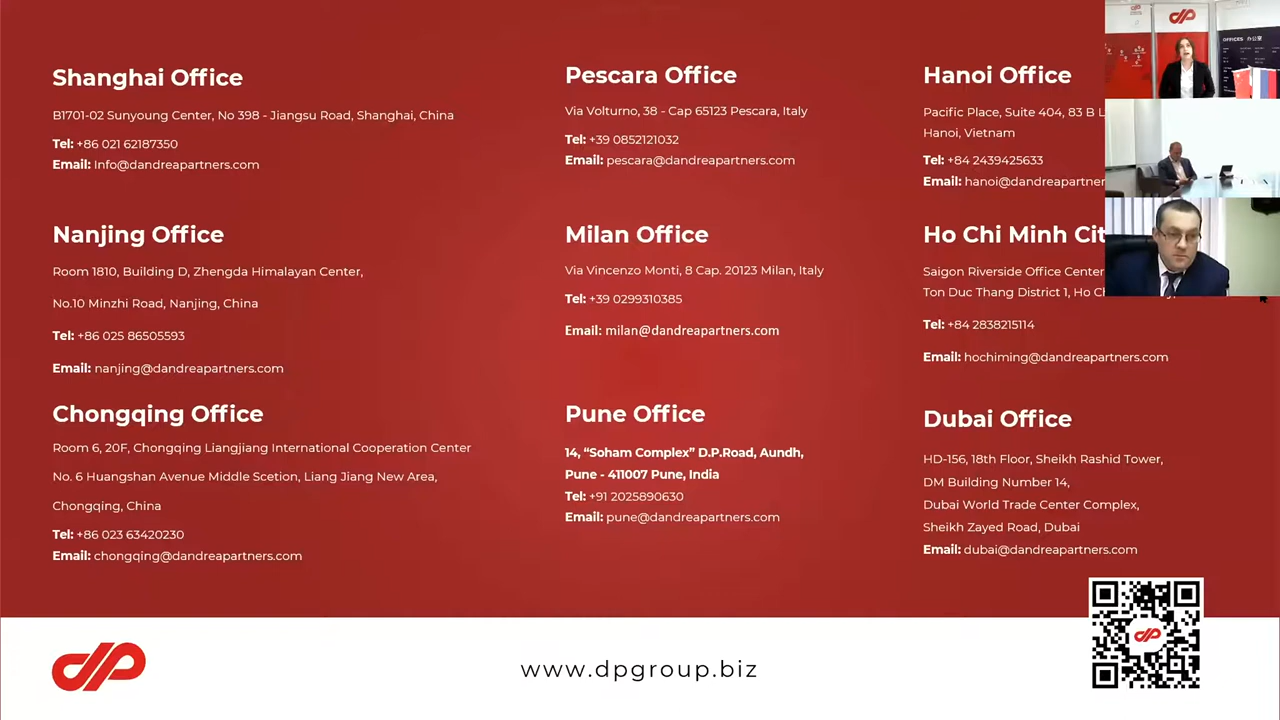 Shanghai Office
B1701-02 Sunyoung Center, No 398 - Jiangsu Road, Shanghai, China
Tel: +86 021 62187350
Email: Info@dandreapartners.com
Nanjing Office
Room 1810, Building D, Zhengda Himalayan Center,
No.10 Minzhi Road, Nanjing, China
Tel: +86 025 86505593
Email: nanjing@dandreapartners.com
Chongqing Office
Room 6, 20F, Chongqing Liangjiang International Cooperation Center
No. 6 Huangshan Avenue Middle Scetion, Liang Jiang New Area,
Chongqing, China
Tel: +86 023 63420230
Email: chongqing@dandreapartners.com
Pescara Office
Via Volturno, 38 - Cap 65123 Pescara, Italy
Tel: +39 0852121032
Email: pescara@dandreapartners.com
Milan Office
Via Vincenzo Monti, 8 Cap. 20123 Milan, Italy
Tel: +39 0299310385
Email: milan@dandreapartners.com
Pune Office
14, “Soham Complex” D.P.Road, Aundh,
Pune - 411007 Pune, India
Tel: +91 2025890630
Email: pune@dandreapartners.com
Hanoi Office
Pacific Place, Suite 404, 83 B L
Hanoi, Vietnam
Tel: +84 2439425633
Email: hanoi@dandreapartner
Ho Chi Minh Cit
Saigon Riverside Office Center
Ton Duc Thang District 1, Ho
Tel: +84 2838215114
Email: hochiming@dandreapartners.com
Dubai Office
HD-156, 18th Floor, Sheikh Rashid Tower,
DM Building Number 14,
Dubai World Trade Center Complex,
Sheikh Zayed Road, Dubai
Email: dubai@dandreapartners.com
OFFICES 办公室
dp
www.dpgroup.biz